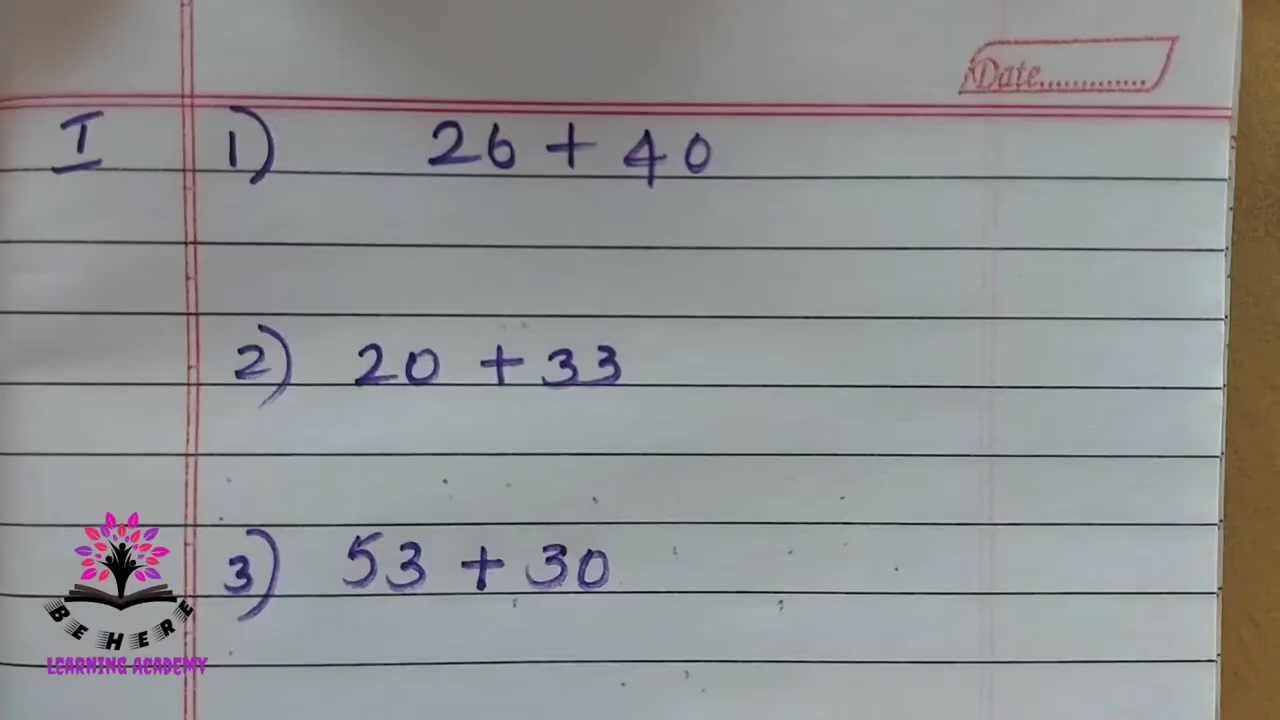 Date.............
I 1) 26 + 40
2) 20 + 33
3) 53 + 30
BE HERE
LEARNING ACADEMY